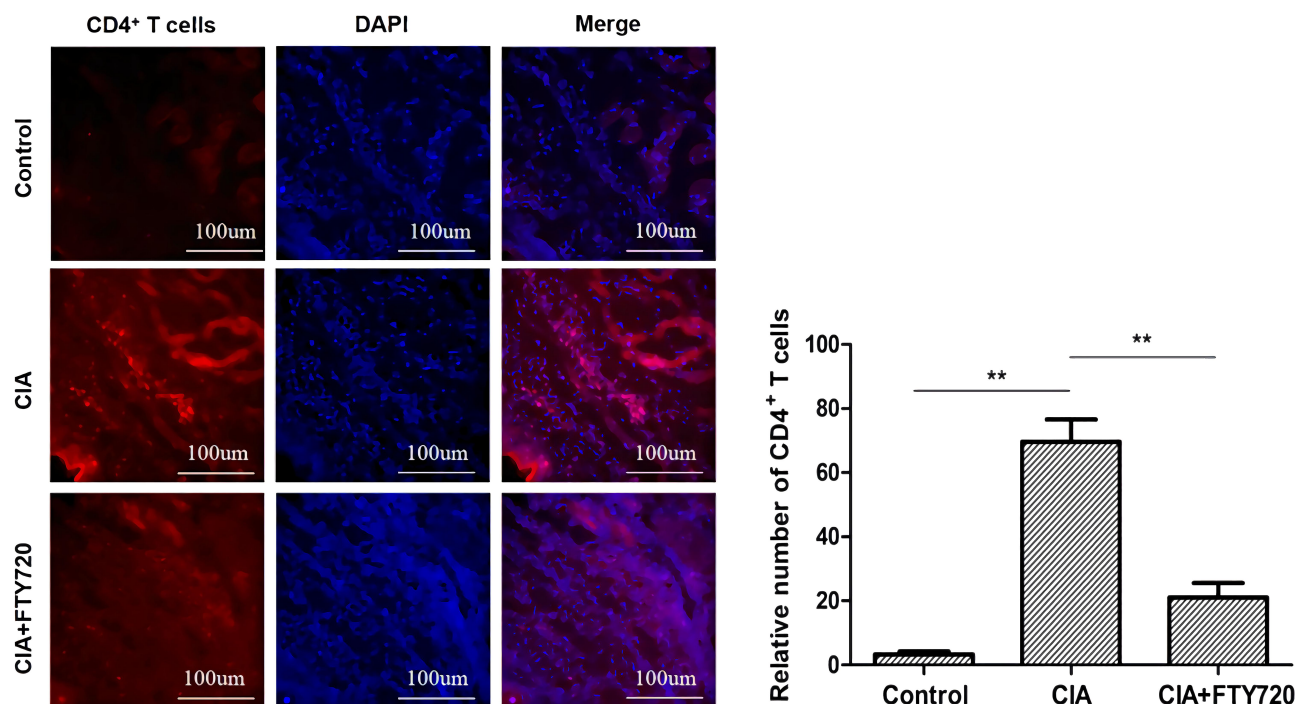 CD4⁺ T cells DAPI Merge
Control
100um 100um 100um
CIA
100um 100um 100um
CIA+FTY720
100um 100um 100um
Relative number of CD4⁺ T cells
100
80
60
40
20
0
**
**
Control CIA CIA+FTY720